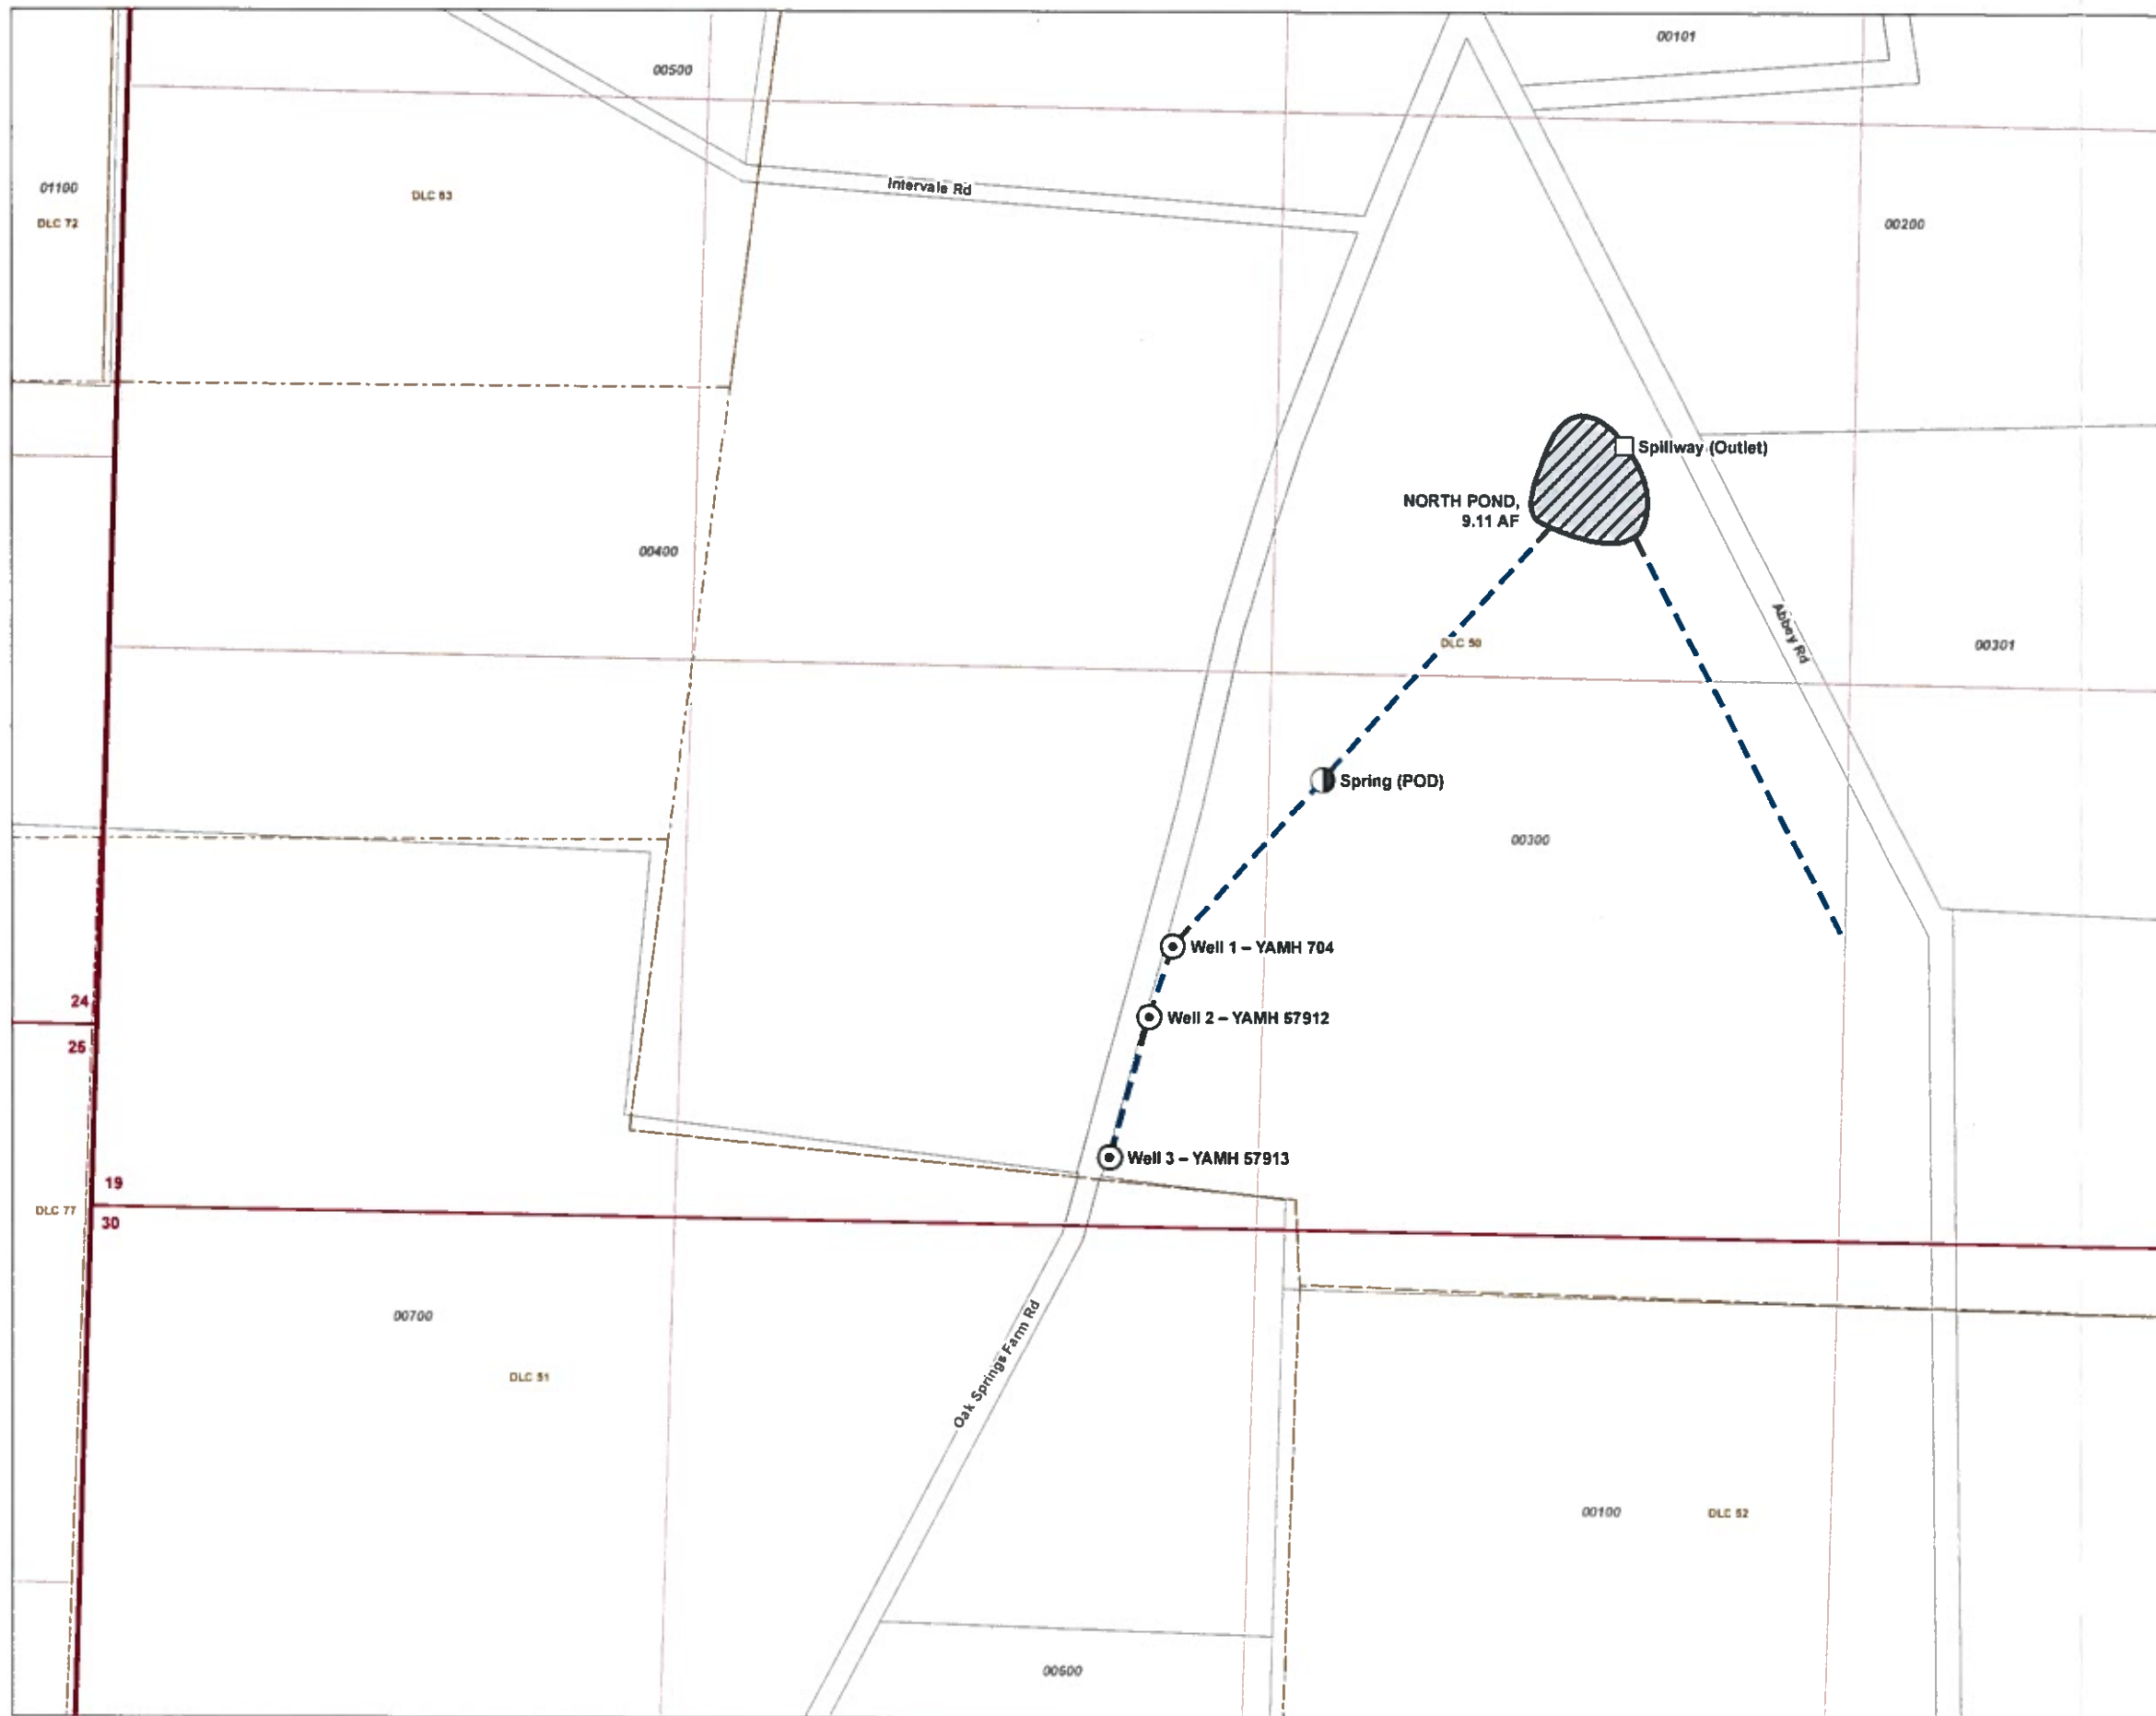 00101
00500
01100
DLC 63
Intervale Rd
DLC 72
00200
Spillway (Outlet)
NORTH POND,
9.11 AF
00400
Abbey Rd
DLC 50
00301
Spring (POD)
00300
Well 1 – YAMH 704
24
Well 2 – YAMH 57912
25
Well 3 – YAMH 57913
19
DLC 77
30
00700
Oak Springs Farm Rd
DLC 51
00100
DLC 52
00600